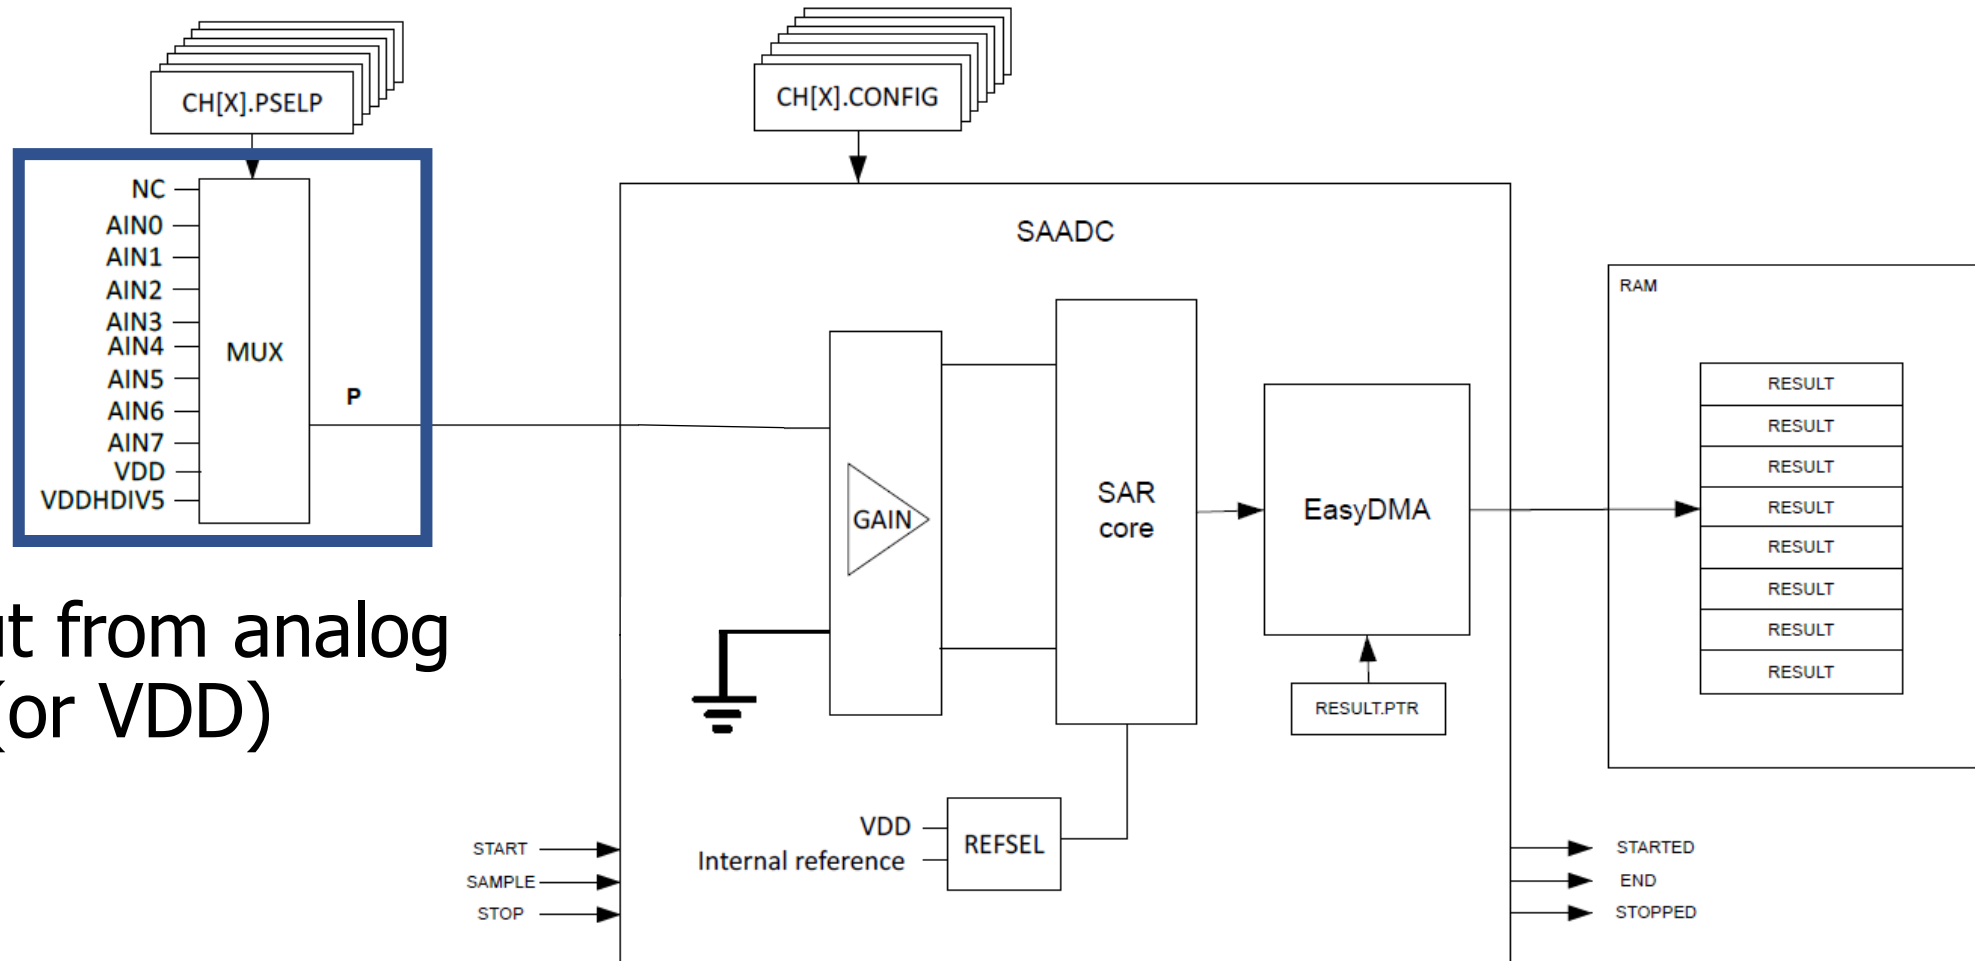 CH[X].PSELP
CH[X].CONFIG
NC
AIN0
AIN1
AIN2
AIN3
AIN4
AIN5
AIN6
AIN7
VDD
VDDHDIV5
MUX
P
SAADC
GAIN
SAR
core
EasyDMA
RESULT.PTR
RAM
RESULT
RESULT
RESULT
RESULT
RESULT
RESULT
RESULT
RESULT
from analog
(or VDD)
VDD
Internal reference
REFSEL
START
SAMPLE
STOP
STARTED
END
STOPPED